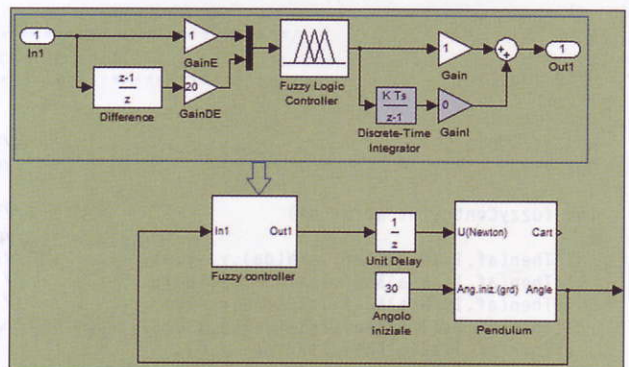 1
In1
1
GainE
z-1
z
Difference
20
GainDE
Fuzzy Logic
Controller
1
Gain
K Ts
z-1
Discrete-Time
Integrator
0
GainI
+
+
1
Out1
In1
Out1
Fuzzy controller
1
z
Unit Delay
30
Angolo
iniziale
U(Newton)
Cart
Ang.iniz.(grd)
Angle
Pendulum